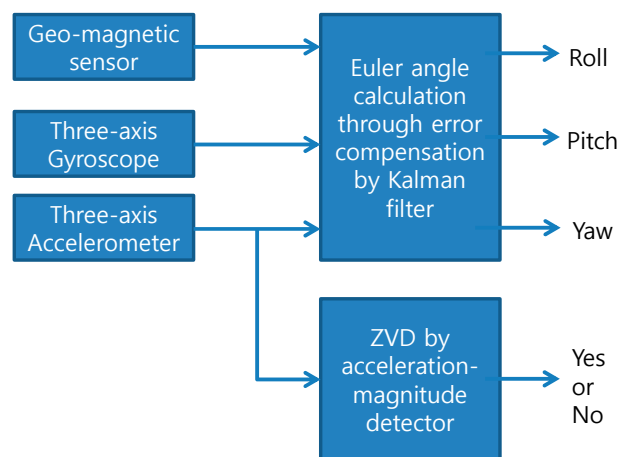 Geo-magnetic
sensor
Three-axis
Gyroscope
Three-axis
Accelerometer
Euler angle
calculation
through error
compensation
by Kalman
filter
Roll
Pitch
Yaw
ZVD by
acceleration-
magnitude
detector
Yes
or
No